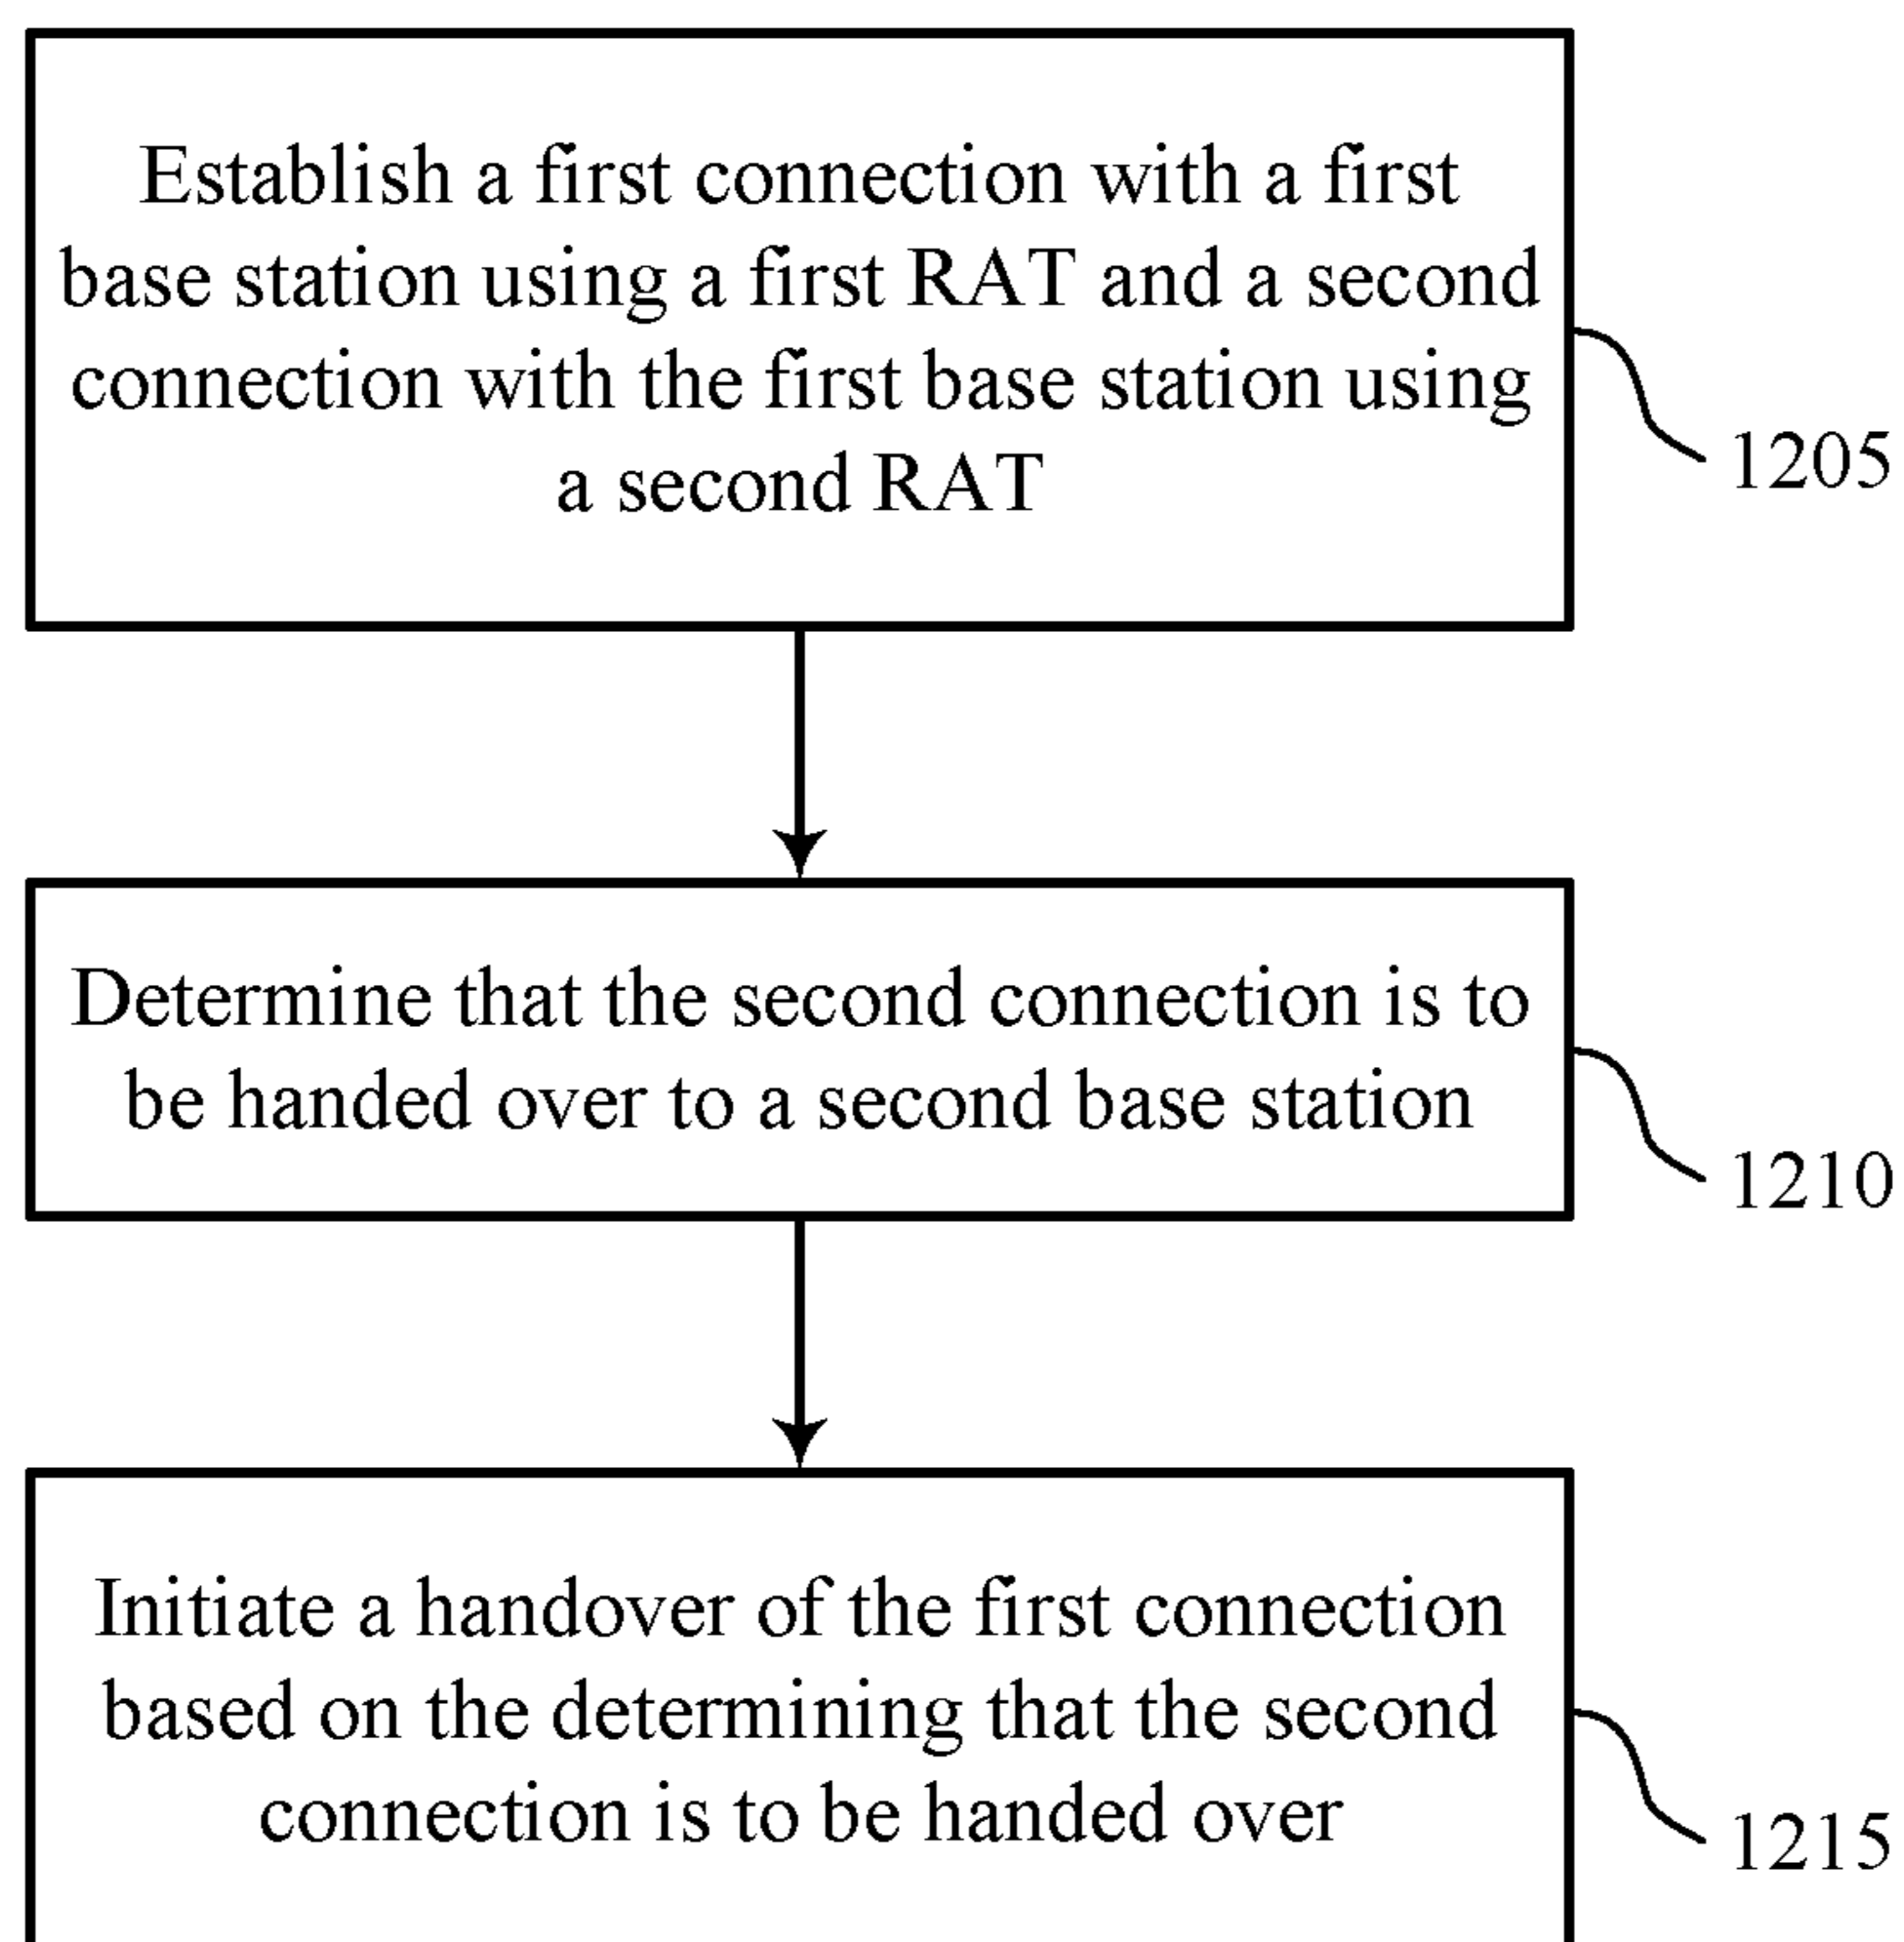 Establish a first connection with a first
base station using a first RAT and a second
connection with the first base station using
a second RAT
1205
Determine that the second connection is to
be handed over to a second base station
1210
Initiate a handover of the first connection
based on the determining that the second
connection is to be handed over
1215